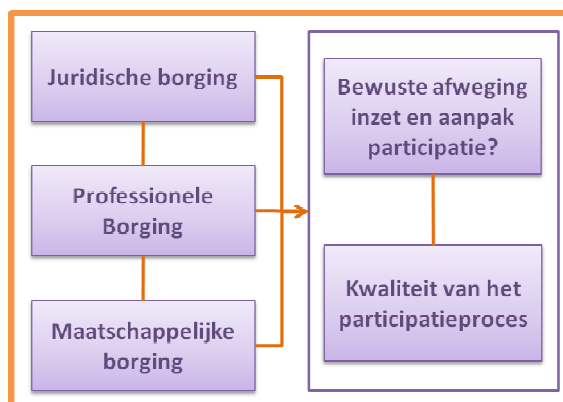 Juridische borging
Professionele
Borging
Maatschappelijke
borging
Bewuste afweging
inzet en aanpak
participatie?
Kwaliteit van het
participatieproces